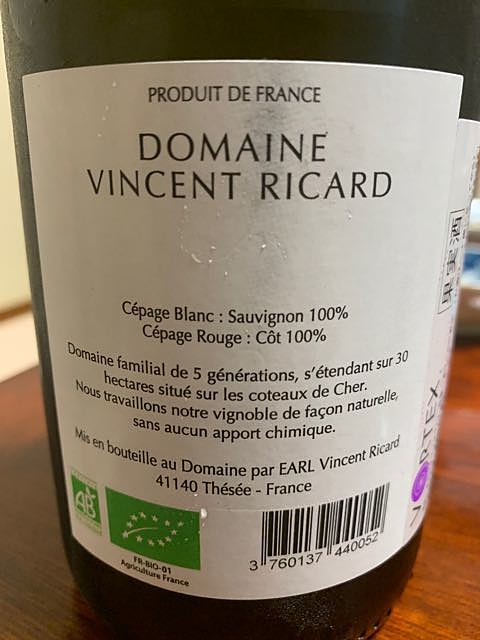 PRODUIT DE FRANCE
DOMAINE
VINCENT RICARD
Cépage Blanc : Sauvignon 100%
Cépage Rouge : Côt 100%
Domaine familial de 5 générations, s'étendant sur 30
hectares situé sur les coteaux de Cher.
Nous travaillons notre vignoble de façon naturelle,
sans aucun apport chimique.
Mis en bouteille au Domaine par EARL Vincent Ricard
41140 Thésée - France
AB
FR-BIO-01
Agriculture France
3 760137 440052
果実酒
VORTEX